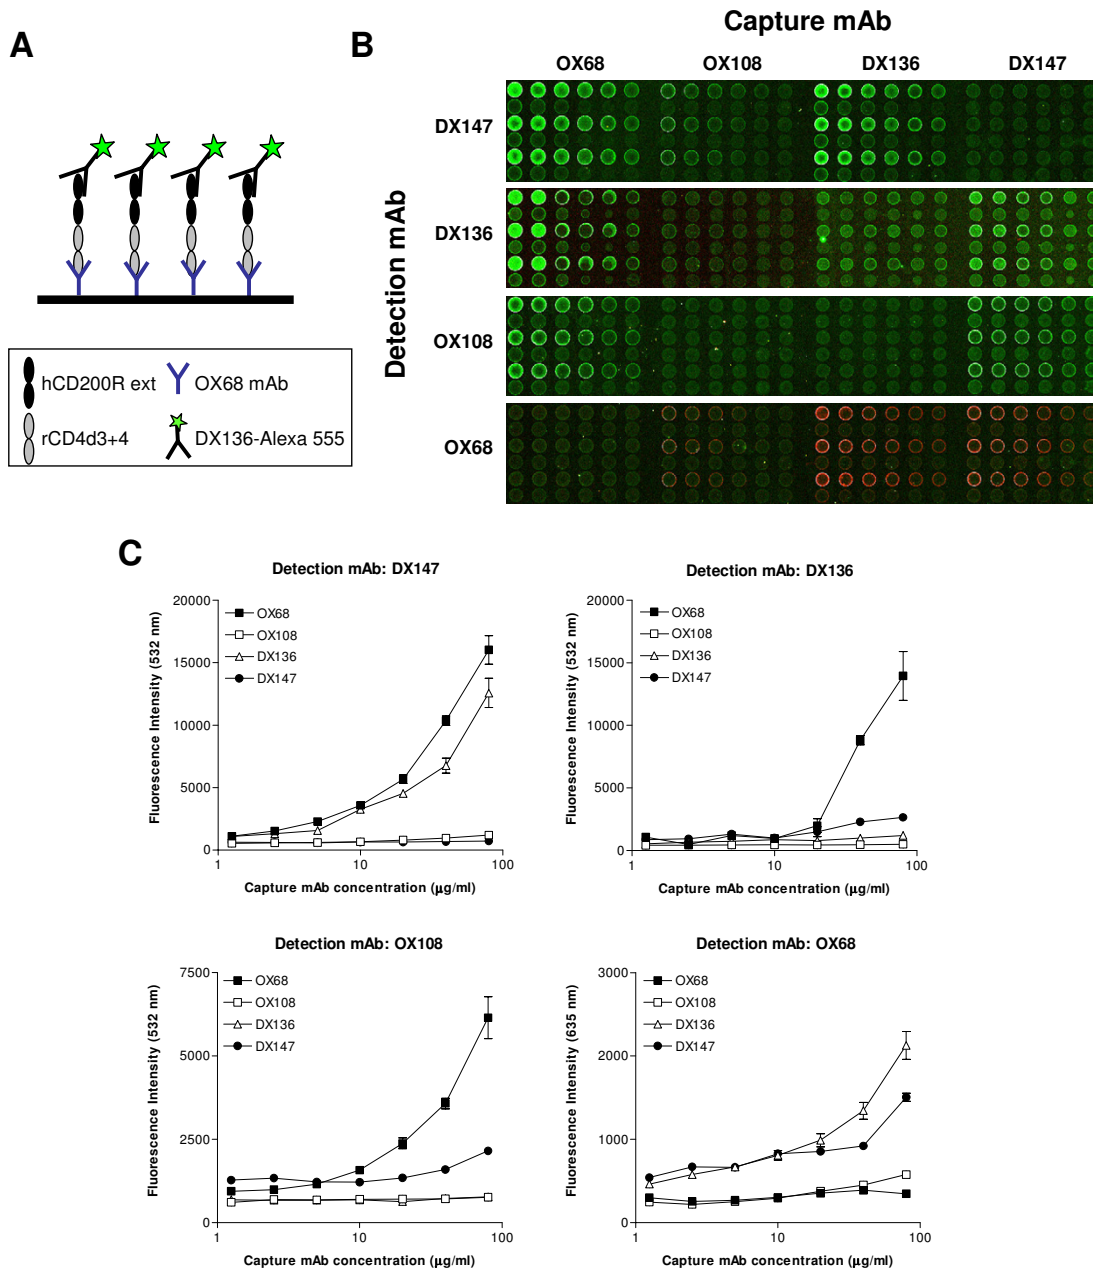 A
B
Capture mAb
OX68 OX108 DX136 DX147
Detection mAb
DX147
DX136
OX108
OX68
hCD200R ext
OX68 mAb
rCD4d3+4
DX136-Alexa 555
C
Detection mAb: DX147
Fluorescence Intensity (532 nm)
20000
15000
10000
5000
0
OX68
OX108
DX136
DX147
1 10 100
Capture mAb concentration (µg/ml)
Detection mAb: DX136
Fluorescence Intensity (532 nm)
20000
15000
10000
5000
0
OX68
OX108
DX136
DX147
1 10 100
Capture mAb concentration (µg/ml)
Detection mAb: OX108
Fluorescence Intensity (532 nm)
7500
5000
2500
0
OX68
OX108
DX136
DX147
1 10 100
Capture mAb concentration (µg/ml)
Detection mAb: OX68
Fluorescence Intensity (635 nm)
3000
2000
1000
0
OX68
OX108
DX136
DX147
1 10 100
Capture mAb concentration (µg/ml)